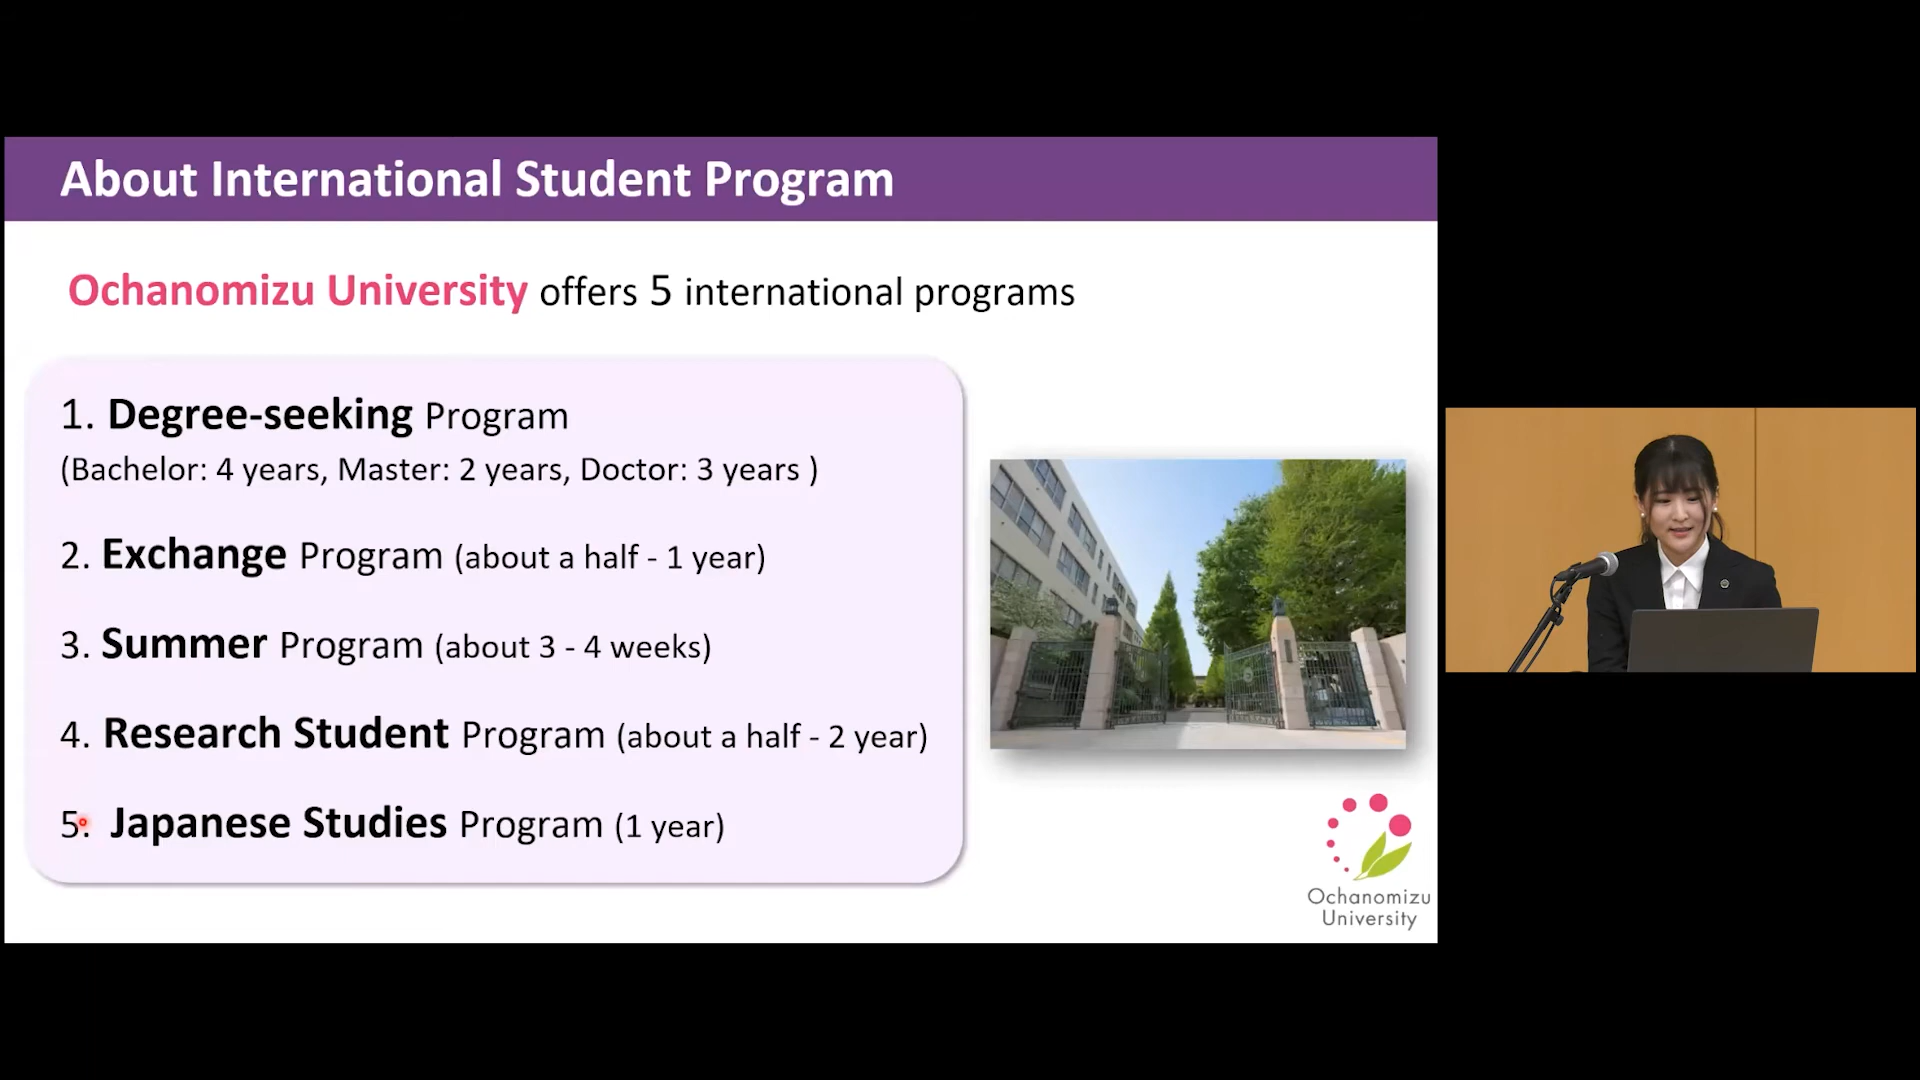 About International Student Program
Ochanomizu University offers 5 international programs
1. Degree-seeking Program
(Bachelor: 4 years, Master: 2 years, Doctor: 3 years )
2. Exchange Program (about a half - 1 year)
3. Summer Program (about 3 - 4 weeks)
4. Research Student Program (about a half - 2 year)
5. Japanese Studies Program (1 year)
Ochanomizu
University